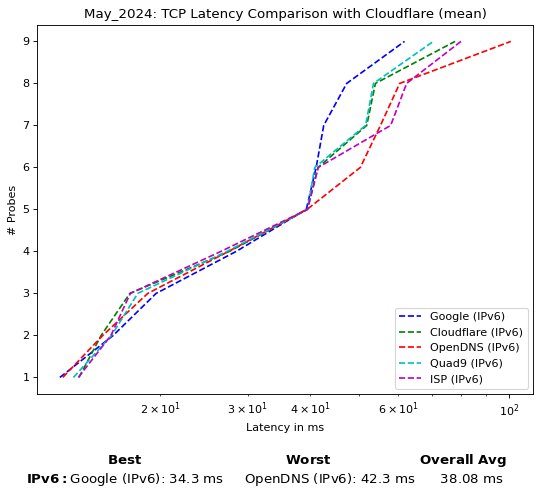 May_2024: TCP Latency Comparison with Cloudflare (mean)
9
8
7
6
5
4
3
2
1
# Probes
Google (IPv6)
Cloudflare (IPv6)
OpenDNS (IPv6)
Quad9 (IPv6)
ISP (IPv6)
2 × 10¹ 3 × 10¹ 4 × 10¹ 6 × 10¹ 10²
Latency in ms
Best Worst Overall Avg
IPv6: Google (IPv6): 34.3 ms OpenDNS (IPv6): 42.3 ms 38.08 ms